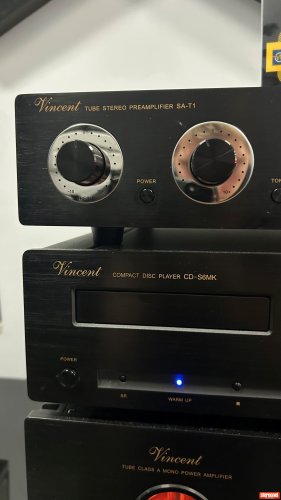 Vincent TUBE STEREO PREAMPLIFIER SA-T1
POWER
Vincent COMPACT DISC PLAYER CD-S6MK
POWER
SR WARM UP
Vincent
TUBE CLASS A MONO POWER AMPLIFIER